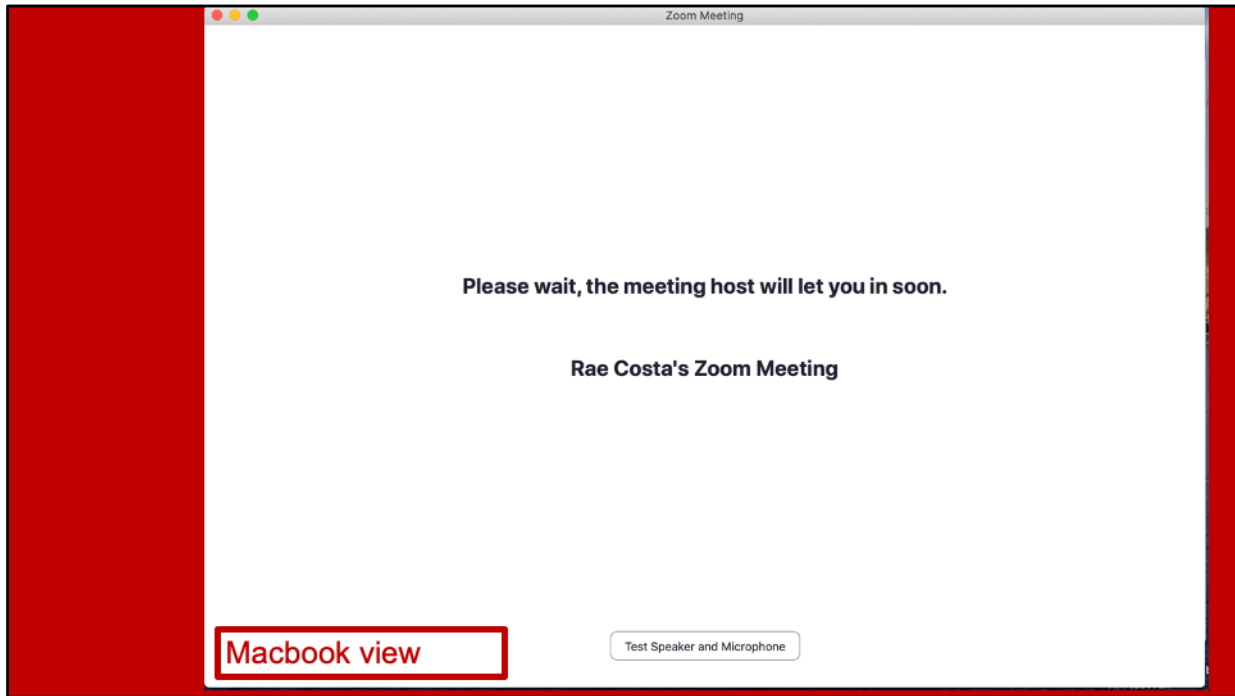 Zoom Meeting
Please wait, the meeting host will let you in soon.
Rae Costa's Zoom Meeting
Test Speaker and Microphone
Macbook view